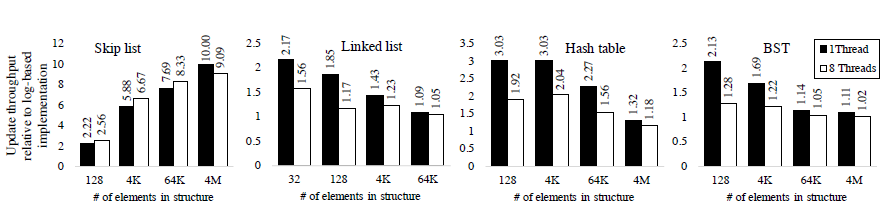 Update throughput
relative to log-based
implementation
Skip list
12
10
8
6
4
2
0
2.22
2.56
5.88
6.67
7.69
8.33
10.00
9.09
128
4K
64K
4M
# of elements in structure
Linked list
2.5
2
1.5
1
0.5
0
2.17
1.56
1.85
1.17
1.43
1.23
1.09
1.05
32
128
4K
64K
# of elements in structure
Hash table
3.5
3
2.5
2
1.5
1
0.5
0
3.03
1.92
3.03
2.04
2.27
1.56
1.32
1.18
128
4K
64K
4M
# of elements in structure
BST
2.5
2
1.5
1
0.5
0
2.13
1.28
1.69
1.22
1.14
1.05
1.11
1.02
128
4K
64K
4M
# of elements in structure
1Thread
8 Threads